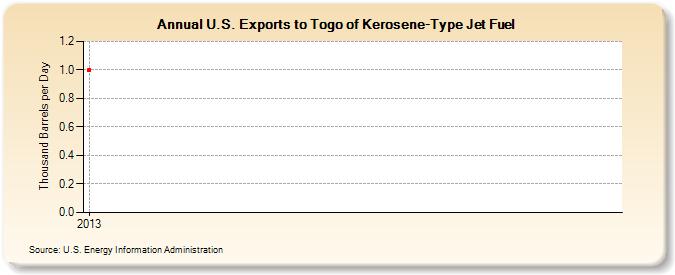 Annual U.S. Exports to Togo of Kerosene-Type Jet Fuel
Thousand Barrels per Day
1.2
1.0
0.8
0.6
0.4
0.2
0.0
2013
Source: U.S. Energy Information Administration